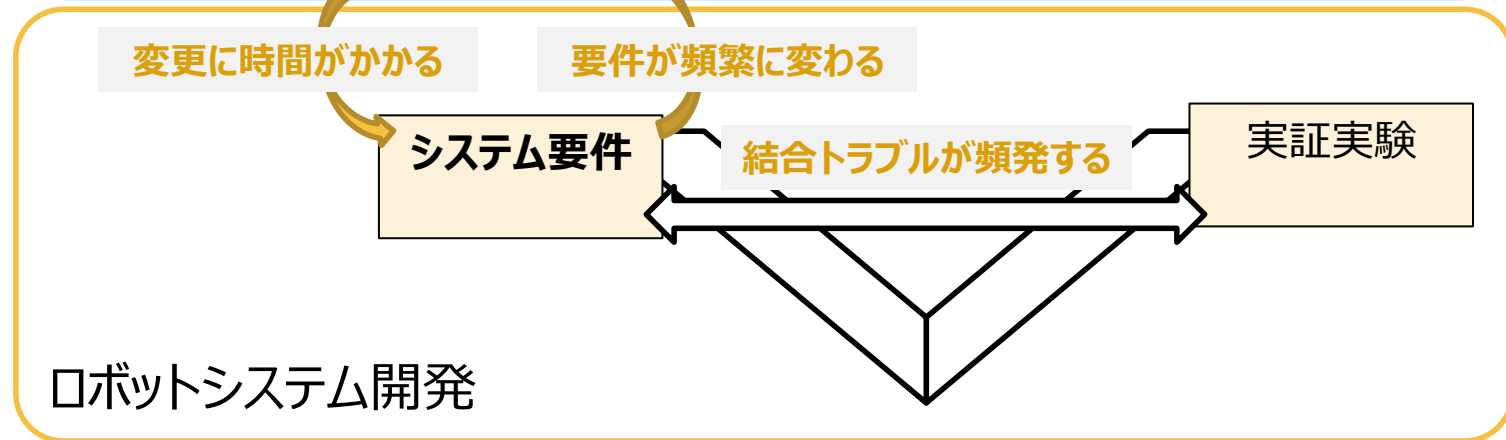 変更に時間がかかる
要件が頻繁に変わる
システム要件
結合トラブルが頻発する
実証実験
ロボットシステム開発